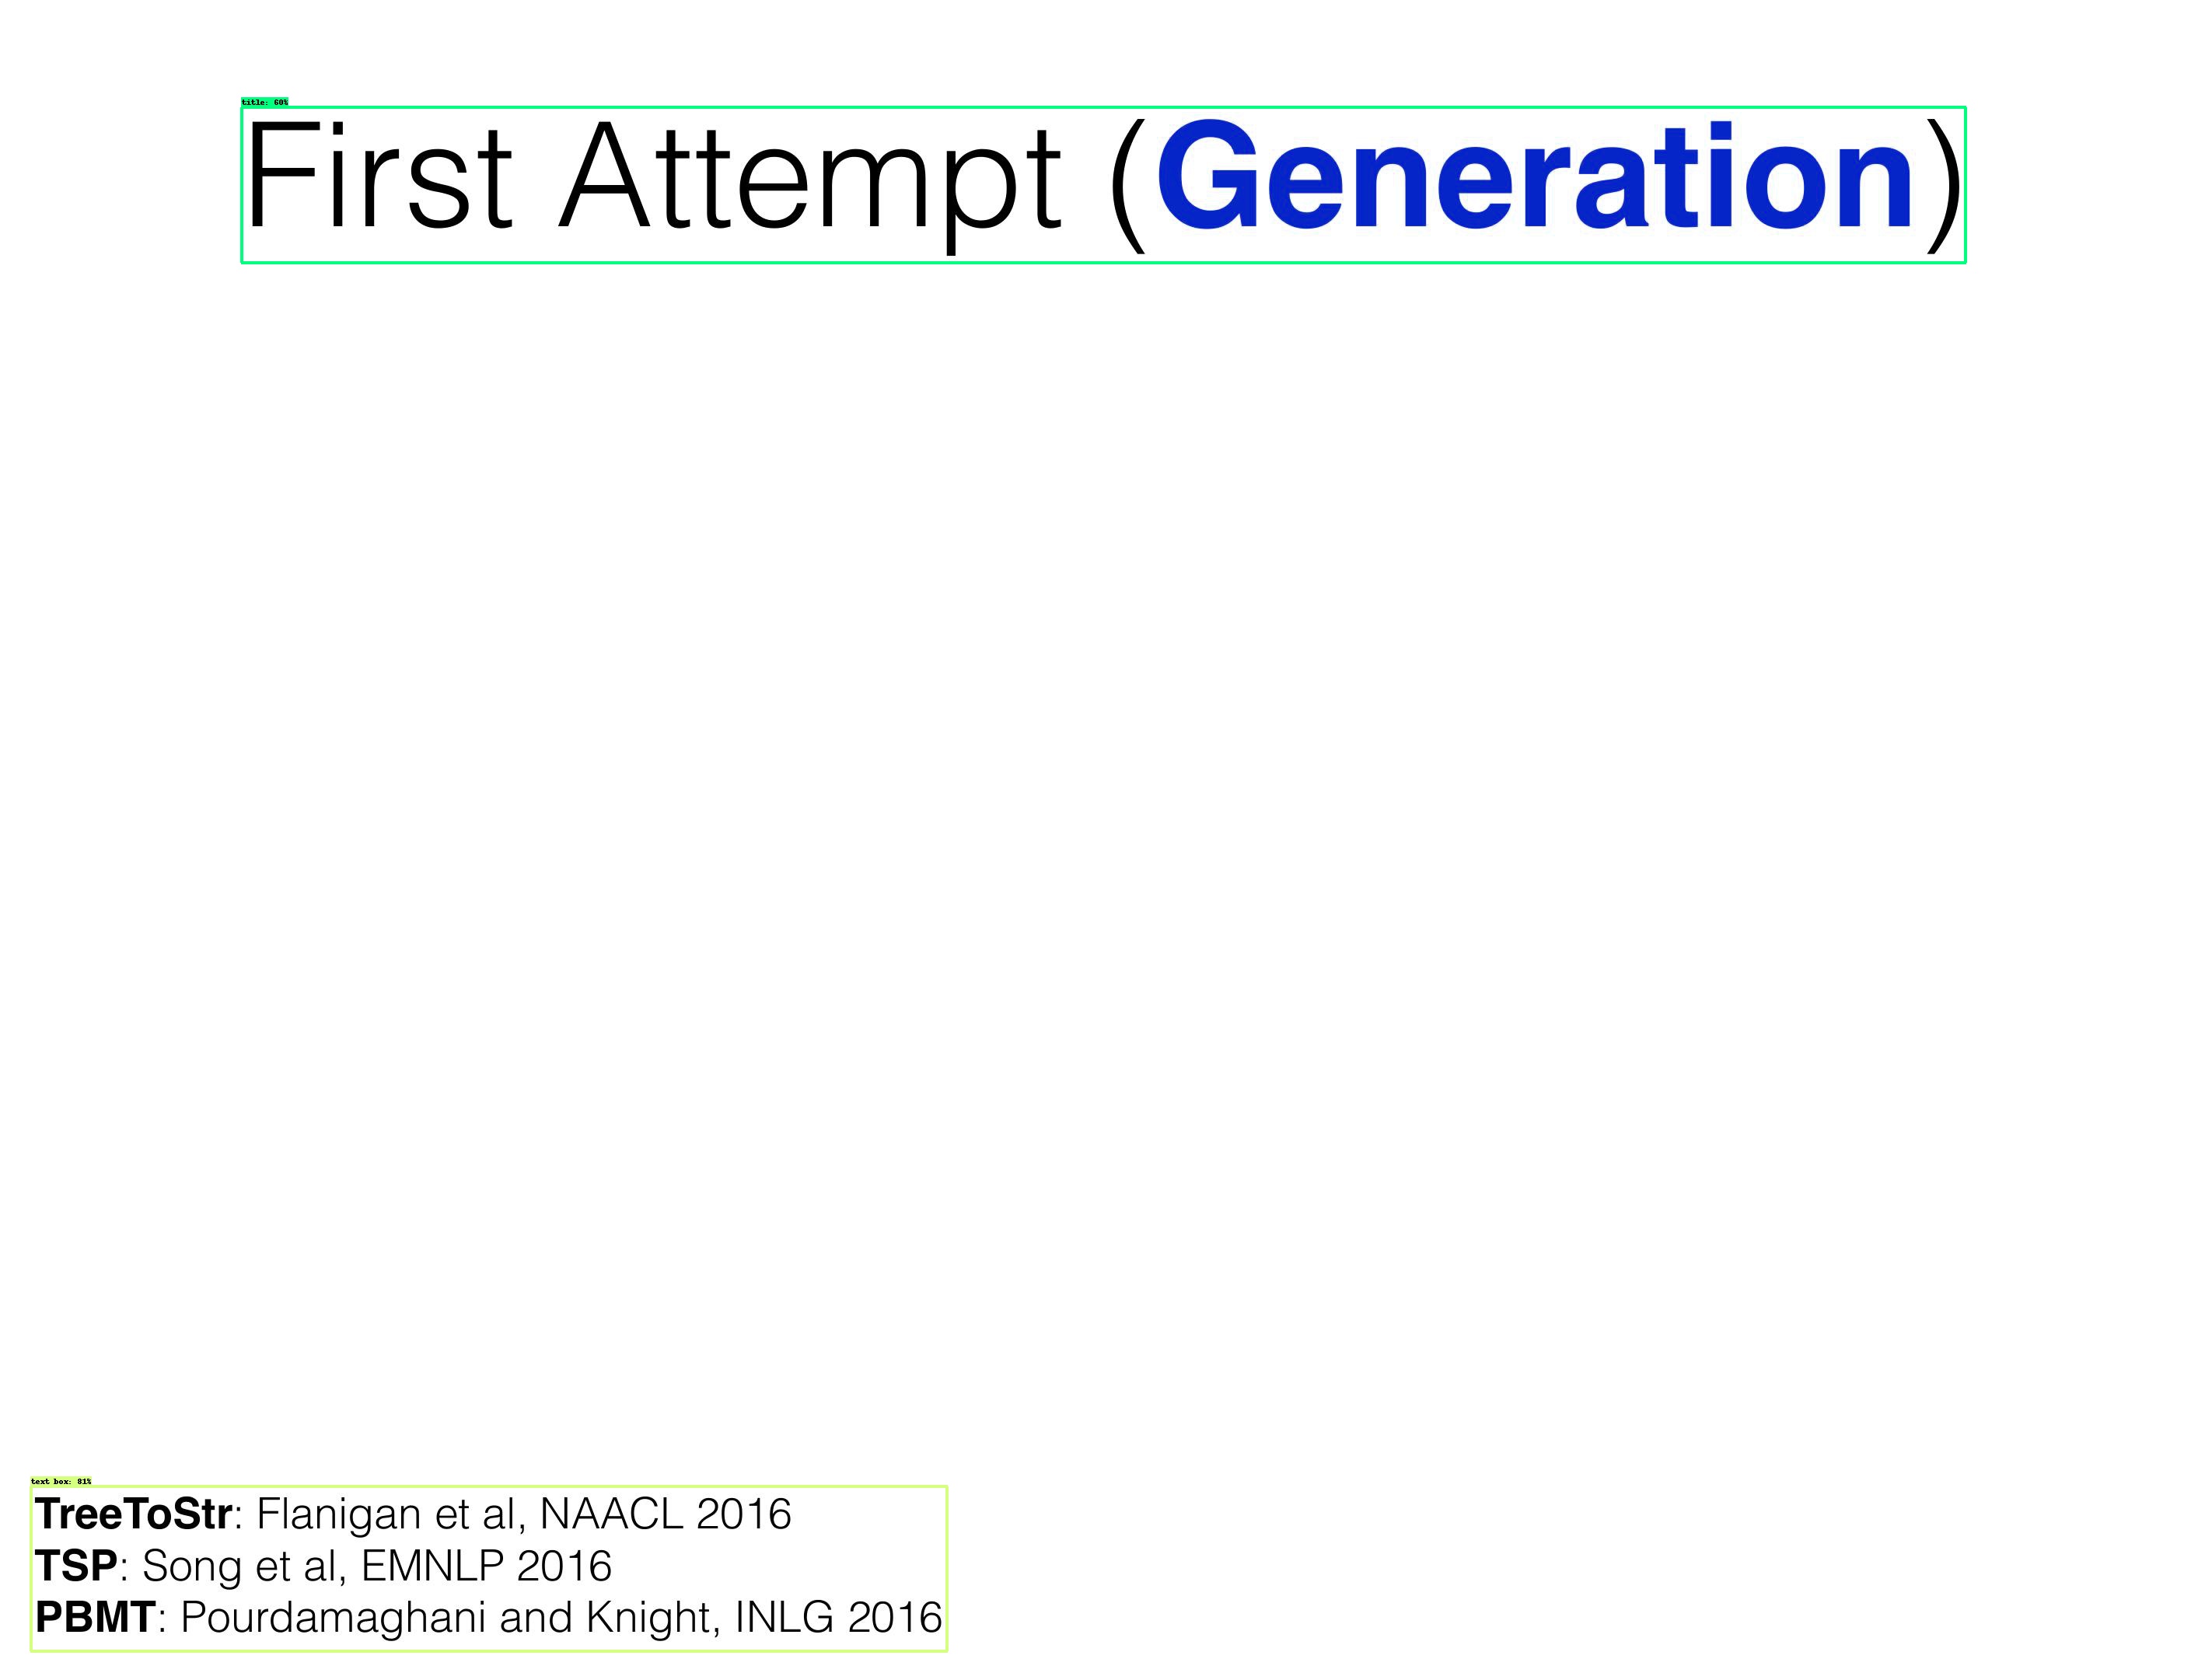 title: 60%
First Attempt (Generation)
text box: 81%
TreeToStr: Flanigan et al, NAACL 2016
TSP: Song et al, EMNLP 2016
PBMT: Pourdamaghani and Knight, INLG 2016